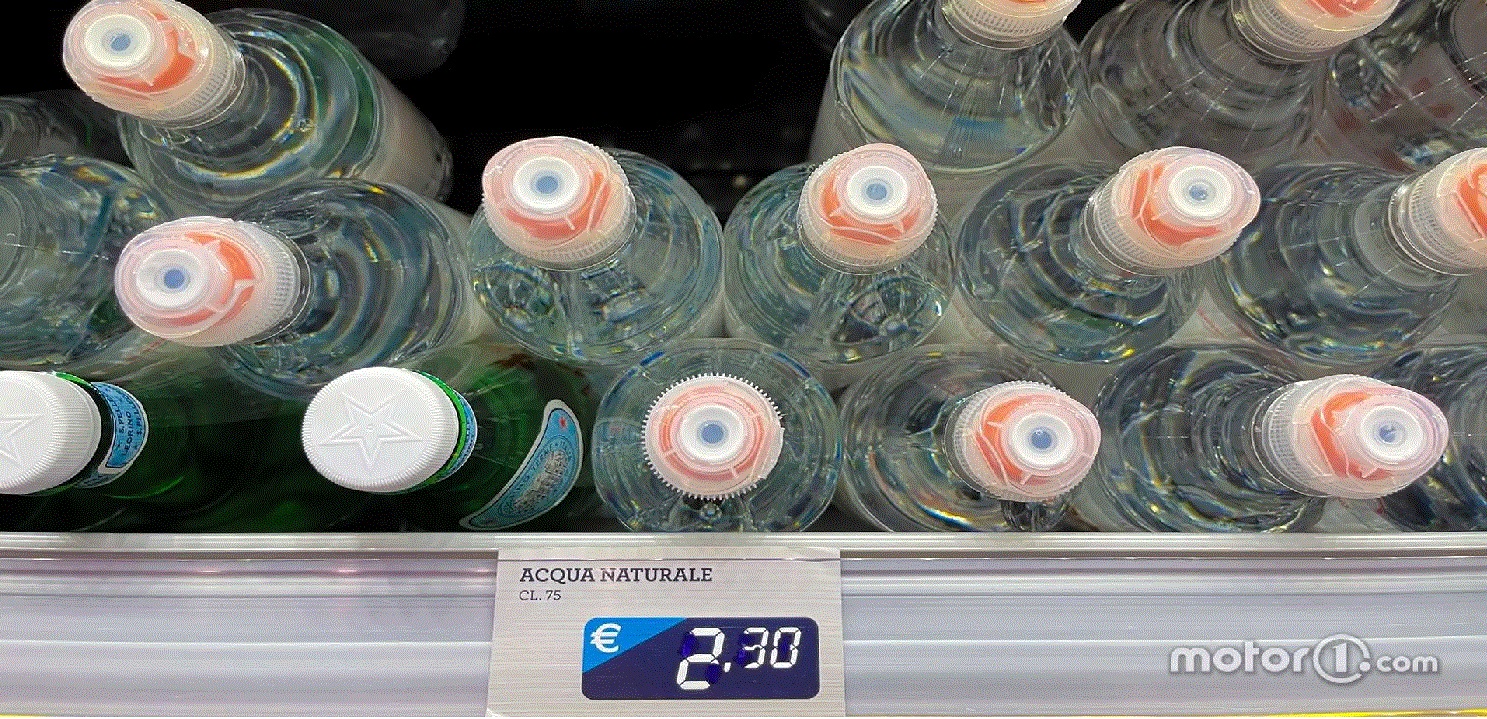 ACQUA NATURALE
CL. 75
€ 2.30
motor1.com